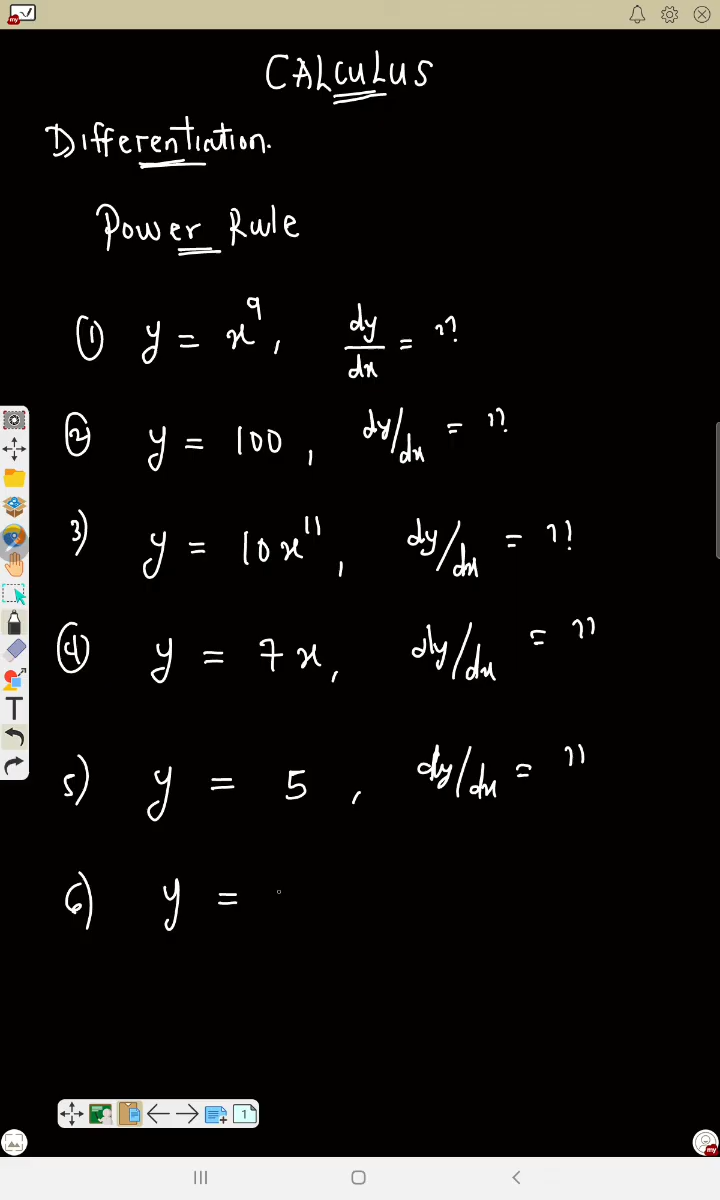 CALCULUS
Differentiation.
Power Rule
① y = x⁹, dy/dx = ??
② y = 100, dy/dx = ??
3) y = 10x¹¹, dy/dx = ??
④ y = 7x, dy/dx = ??
5) y = 5, dy/dx = ??
6) y =
T
1